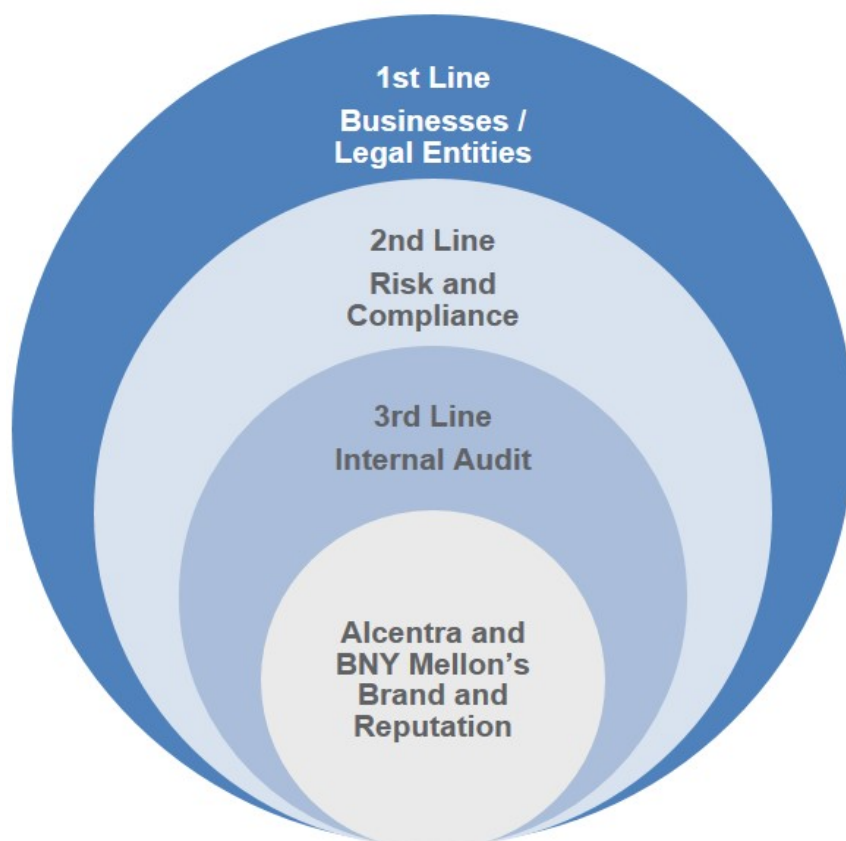 1st Line
Businesses /
Legal Entities
2nd Line
Risk and
Compliance
3rd Line
Internal Audit
Alcentra and
BNY Mellon's
Brand and
Reputation